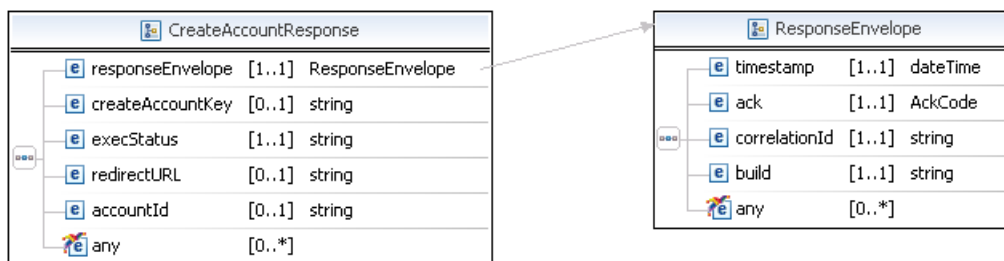 CreateAccountResponse
e responseEnvelope [1..1] ResponseEnvelope
e createAccountKey [0..1] string
e execStatus [1..1] string
e redirectURL [0..1] string
e accountId [0..1] string
e any [0..*]
ResponseEnvelope
e timestamp [1..1] dateTime
e ack [1..1] AckCode
e correlationId [1..1] string
e build [1..1] string
e any [0..*]